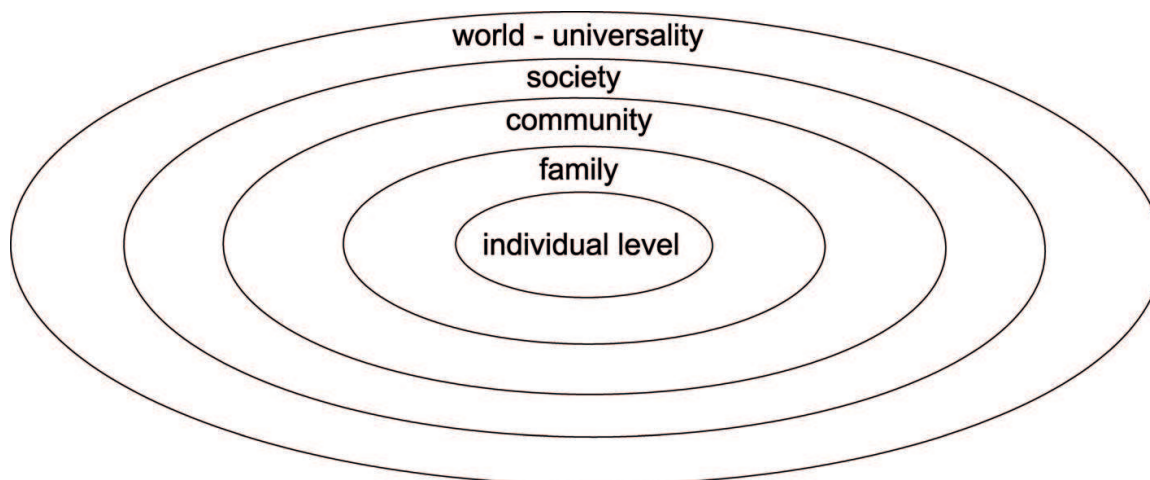 world - universality
society
community
family
individual level